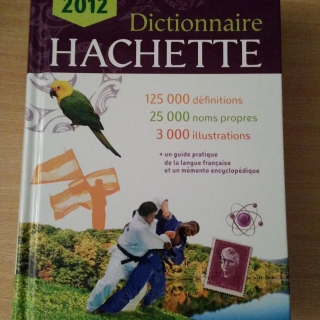 2012
Dictionnaire
HACHETTE
125 000 définitions
25 000 noms propres
3 000 illustrations
+ un guide pratique
de la langue française
et un mémento encyclopédique